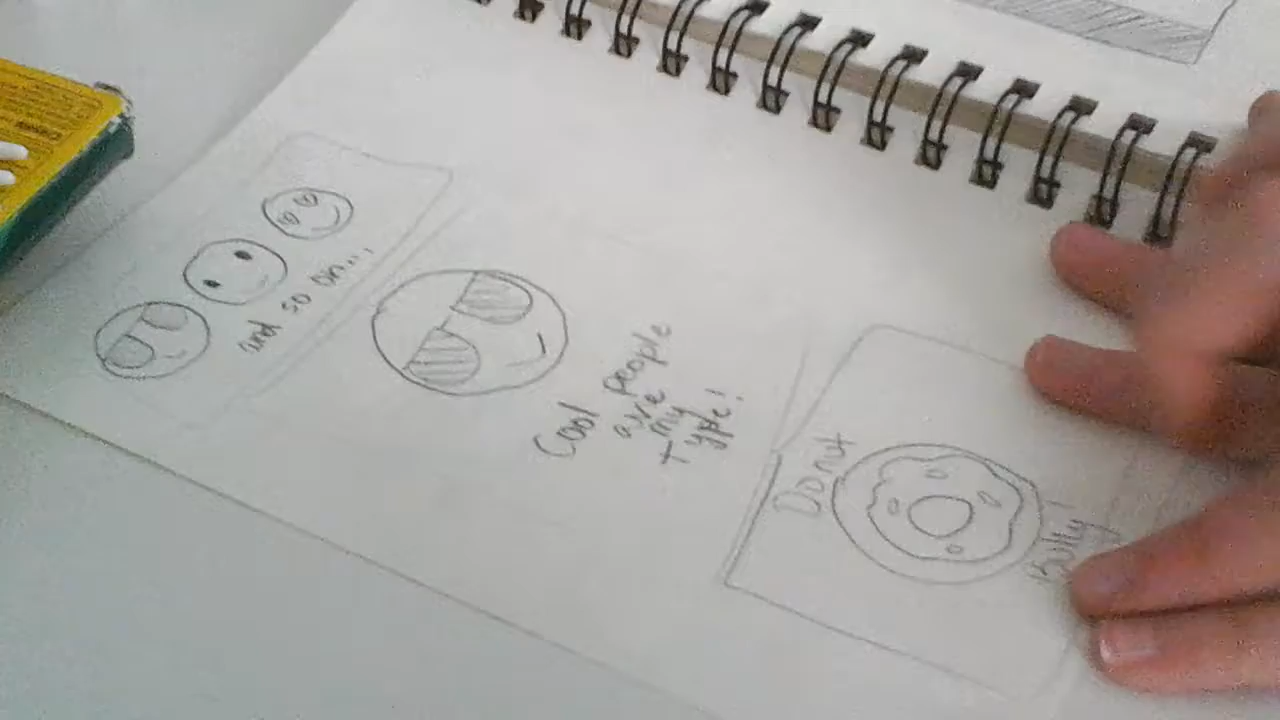 and so on...
Cool people
are
my
type!
Donut
Bully!